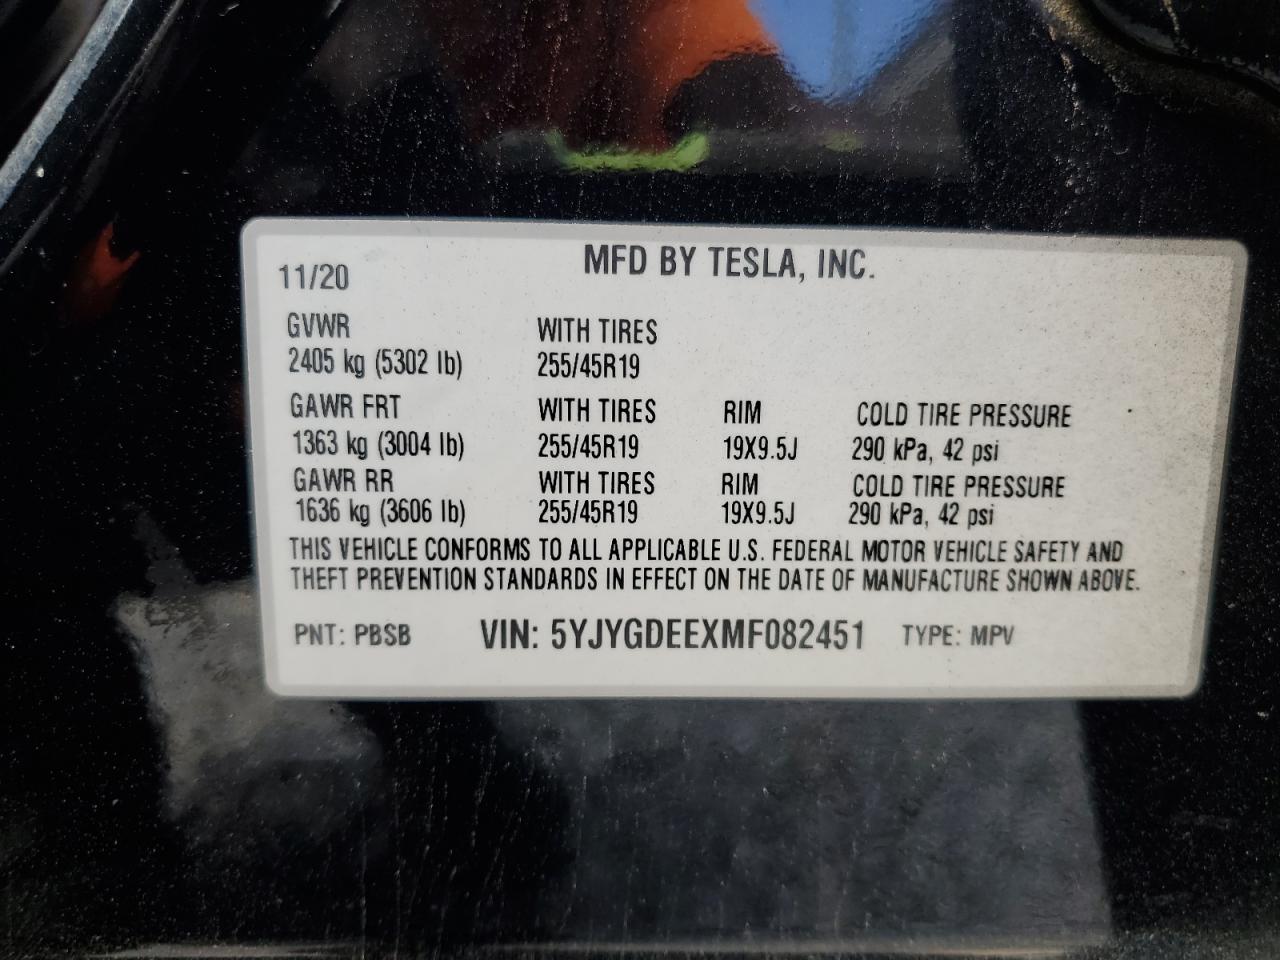 MFD BY TESLA, INC.
11/20
GVWR WITH TIRES
2405 kg (5302 lb) 255/45R19
GAWR FRT WITH TIRES RIM COLD TIRE PRESSURE
1363 kg (3004 lb) 255/45R19 19X9.5J 290 kPa, 42 psi
GAWR RR WITH TIRES RIM COLD TIRE PRESSURE
1636 kg (3606 lb) 255/45R19 19X9.5J 290 kPa, 42 psi
THIS VEHICLE CONFORMS TO ALL APPLICABLE U.S. FEDERAL MOTOR VEHICLE SAFETY AND
THEFT PREVENTION STANDARDS IN EFFECT ON THE DATE OF MANUFACTURE SHOWN ABOVE.
PNT: PBSB VIN: 5YJYGDEEXMF082451 TYPE: MPV